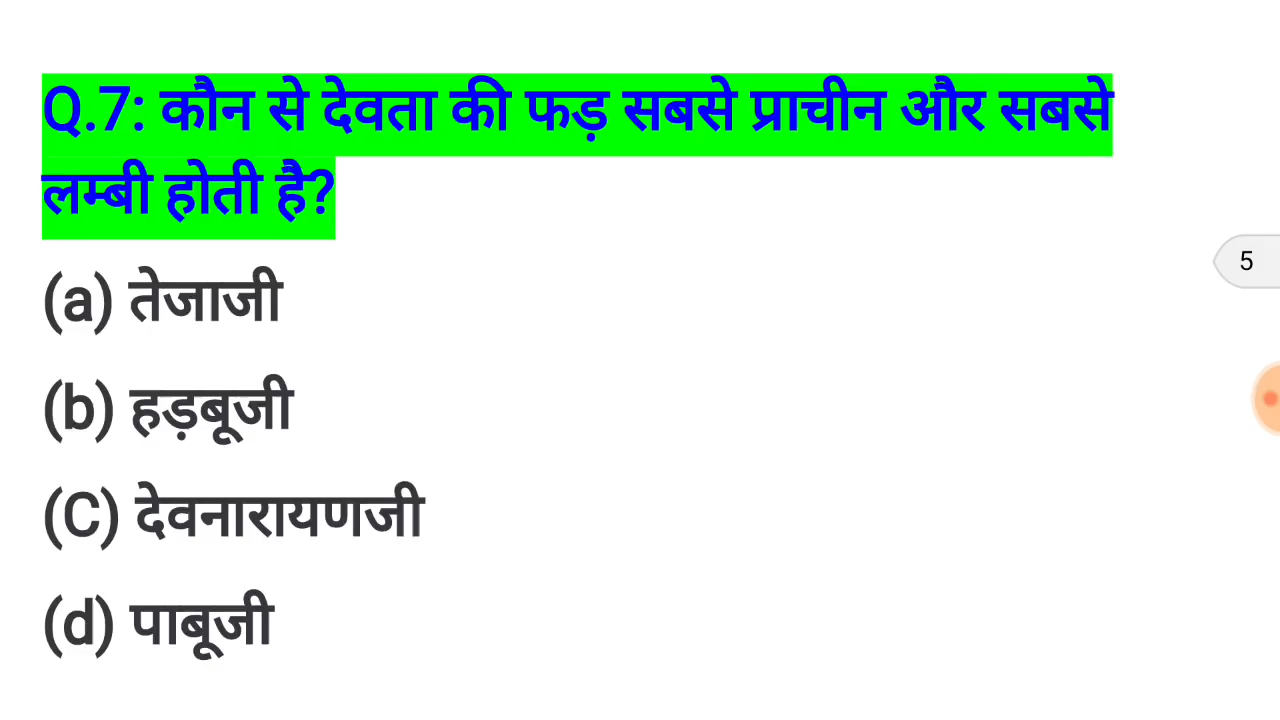 Q.7: कौन से देवता की फड़ सबसे प्राचीन और सबसे
लम्बी होती है?
(a) तेजाजी
5
(b) हड़बूजी
(C) देवनारायणजी
(d) पाबूजी